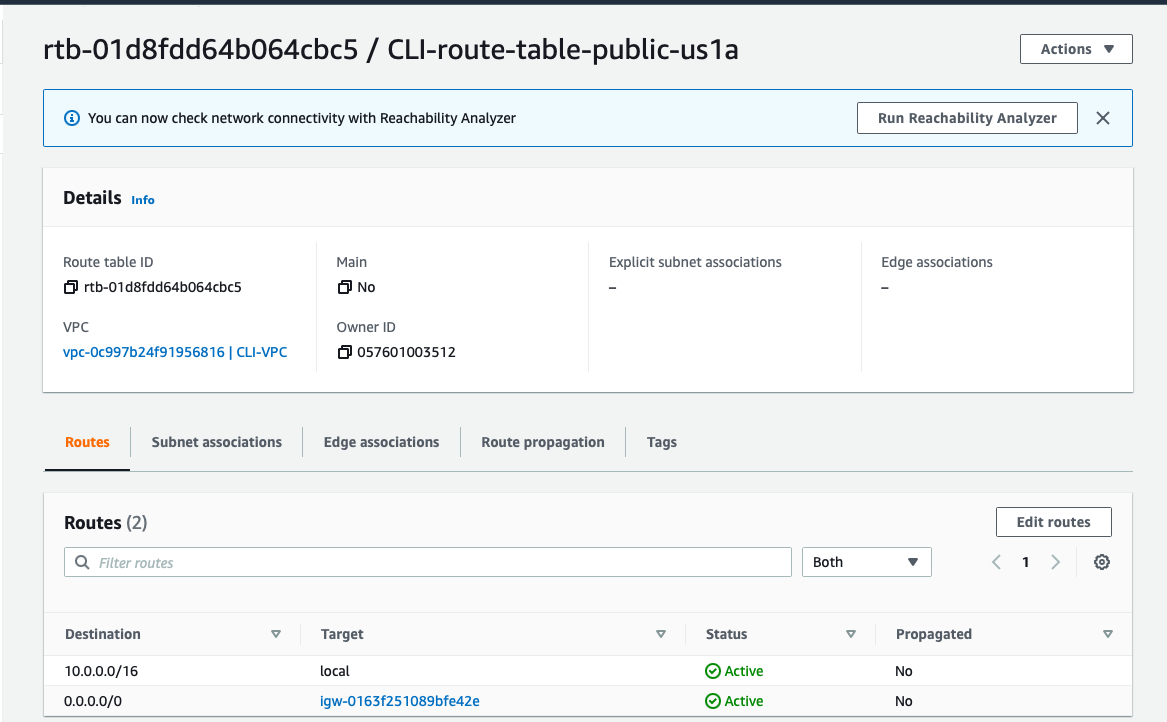 rtb-01d8fdd64b064cbc5 / CLI-route-table-public-us1a
Actions
You can now check network connectivity with Reachability Analyzer
Run Reachability Analyzer
Details Info
Route table ID
rtb-01d8fdd64b064cbc5
Main
No
Explicit subnet associations
–
Edge associations
–
VPC
vpc-0c997b24f91956816 | CLI-VPC
Owner ID
057601003512
Routes
Subnet associations
Edge associations
Route propagation
Tags
Routes (2)
Edit routes
Filter routes
Both
1
Destination Target Status Propagated
10.0.0.0/16 local Active No
0.0.0.0/0 igw-0163f251089bfe42e Active No